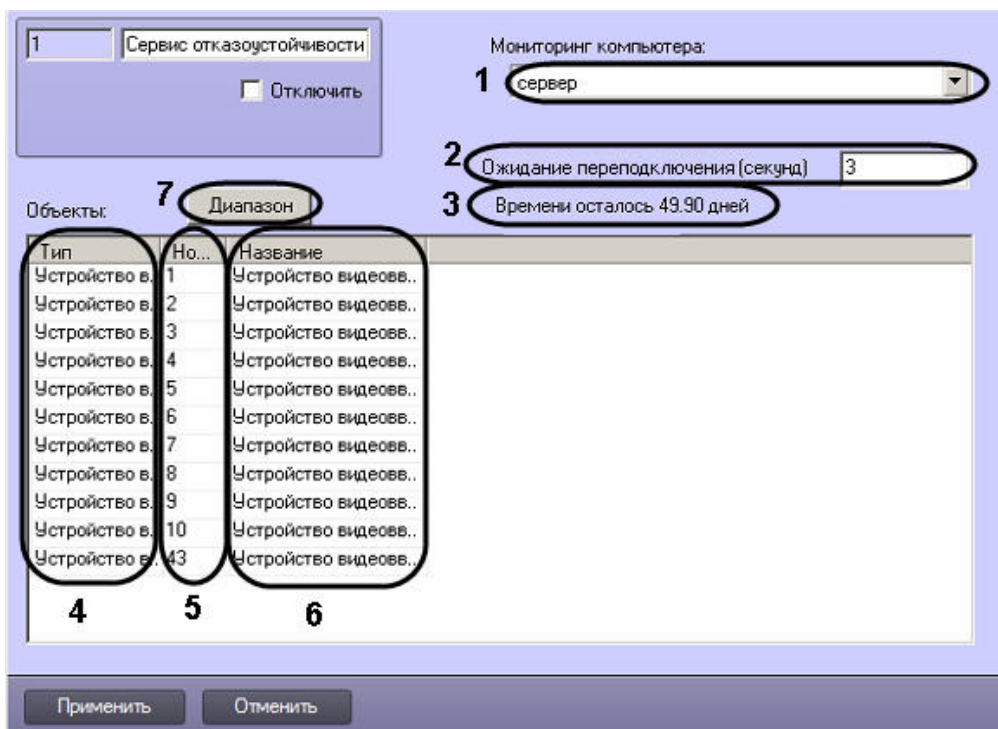 1 Сервис отказоустойчивости
Отключить
Мониторинг компьютера:
1 сервер
2 Ожидание переподключения (секунд) 3
3 Времени осталось 49.90 дней
Объекты: 7 Диапазон
Тип Но... Название
Устройство в. 1 Устройство видеовв..
Устройство в. 2 Устройство видеовв..
Устройство в. 3 Устройство видеовв..
Устройство в. 4 Устройство видеовв..
Устройство в. 5 Устройство видеовв..
Устройство в. 6 Устройство видеовв..
Устройство в. 7 Устройство видеовв..
Устройство в. 8 Устройство видеовв..
Устройство в. 9 Устройство видеовв..
Устройство в. 10 Устройство видеовв..
Устройство в.. 43 Устройство видеовв..
4 5 6
Применить Отменить